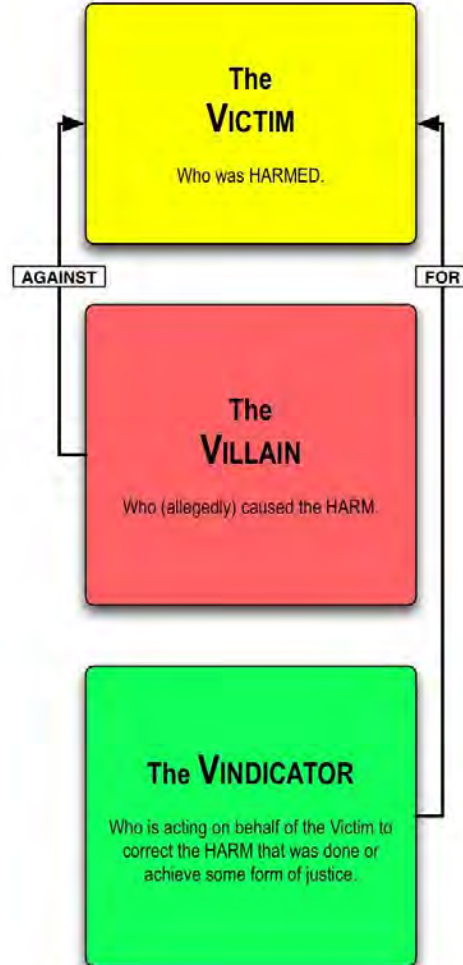 The
VICTIM
Who was HARMED.
AGAINST
FOR
The
VILLAIN
Who (allegedly) caused the HARM.
The VINDICATOR
Who is acting on behalf of the Victim to
correct the HARM that was done or
achieve some form of justice.